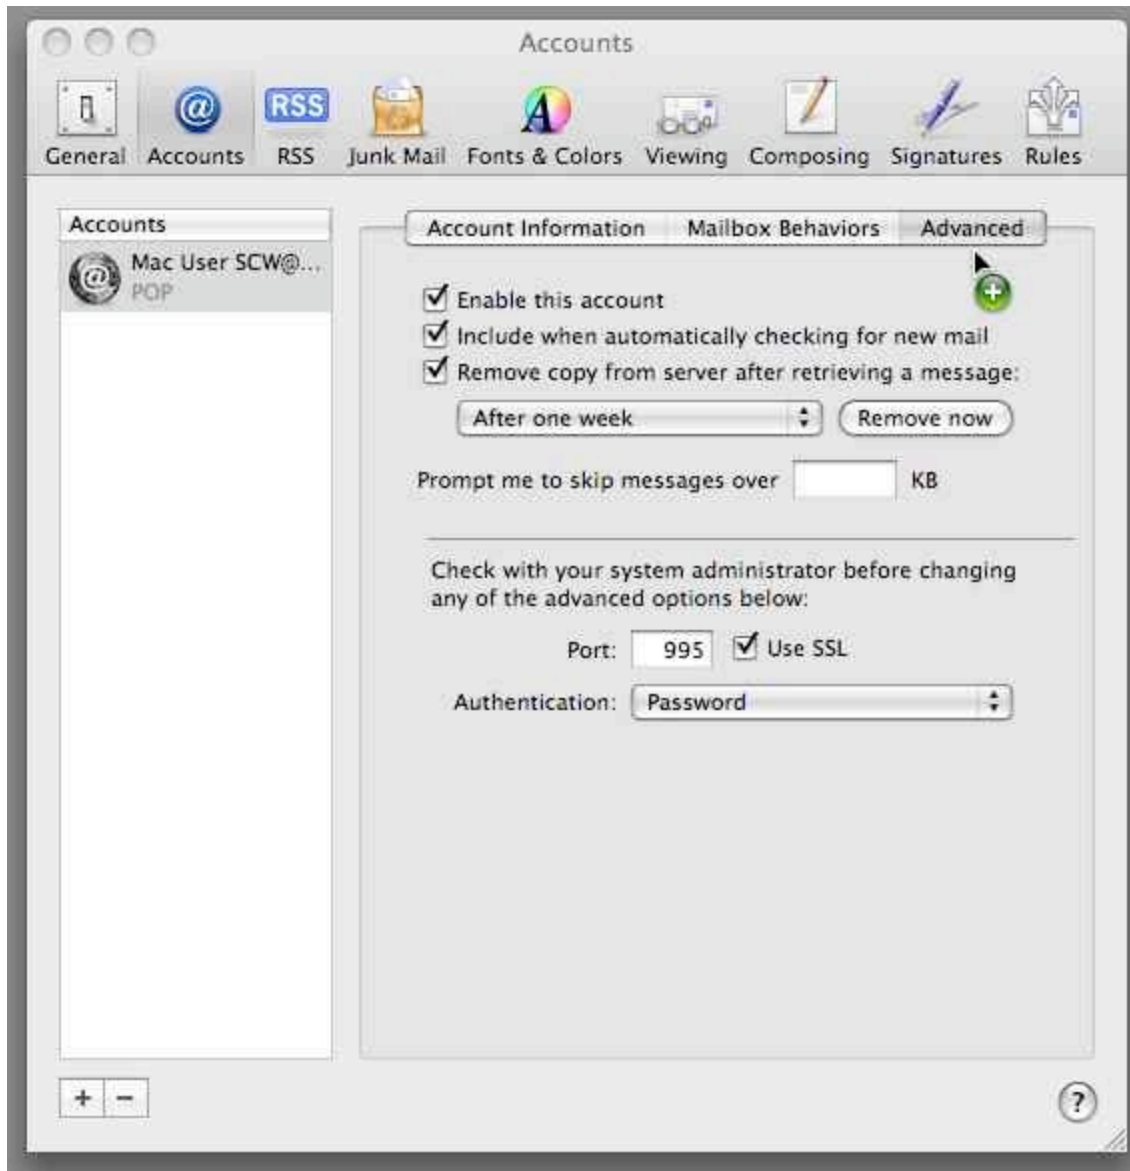 Accounts
General Accounts RSS Junk Mail Fonts & Colors Viewing Composing Signatures Rules
Accounts
Mac User SCW@...
POP
Account Information Mailbox Behaviors Advanced
Enable this account
Include when automatically checking for new mail
Remove copy from server after retrieving a message:
After one week Remove now
Prompt me to skip messages over KB
Check with your system administrator before changing
any of the advanced options below:
Port: 995 Use SSL
Authentication: Password